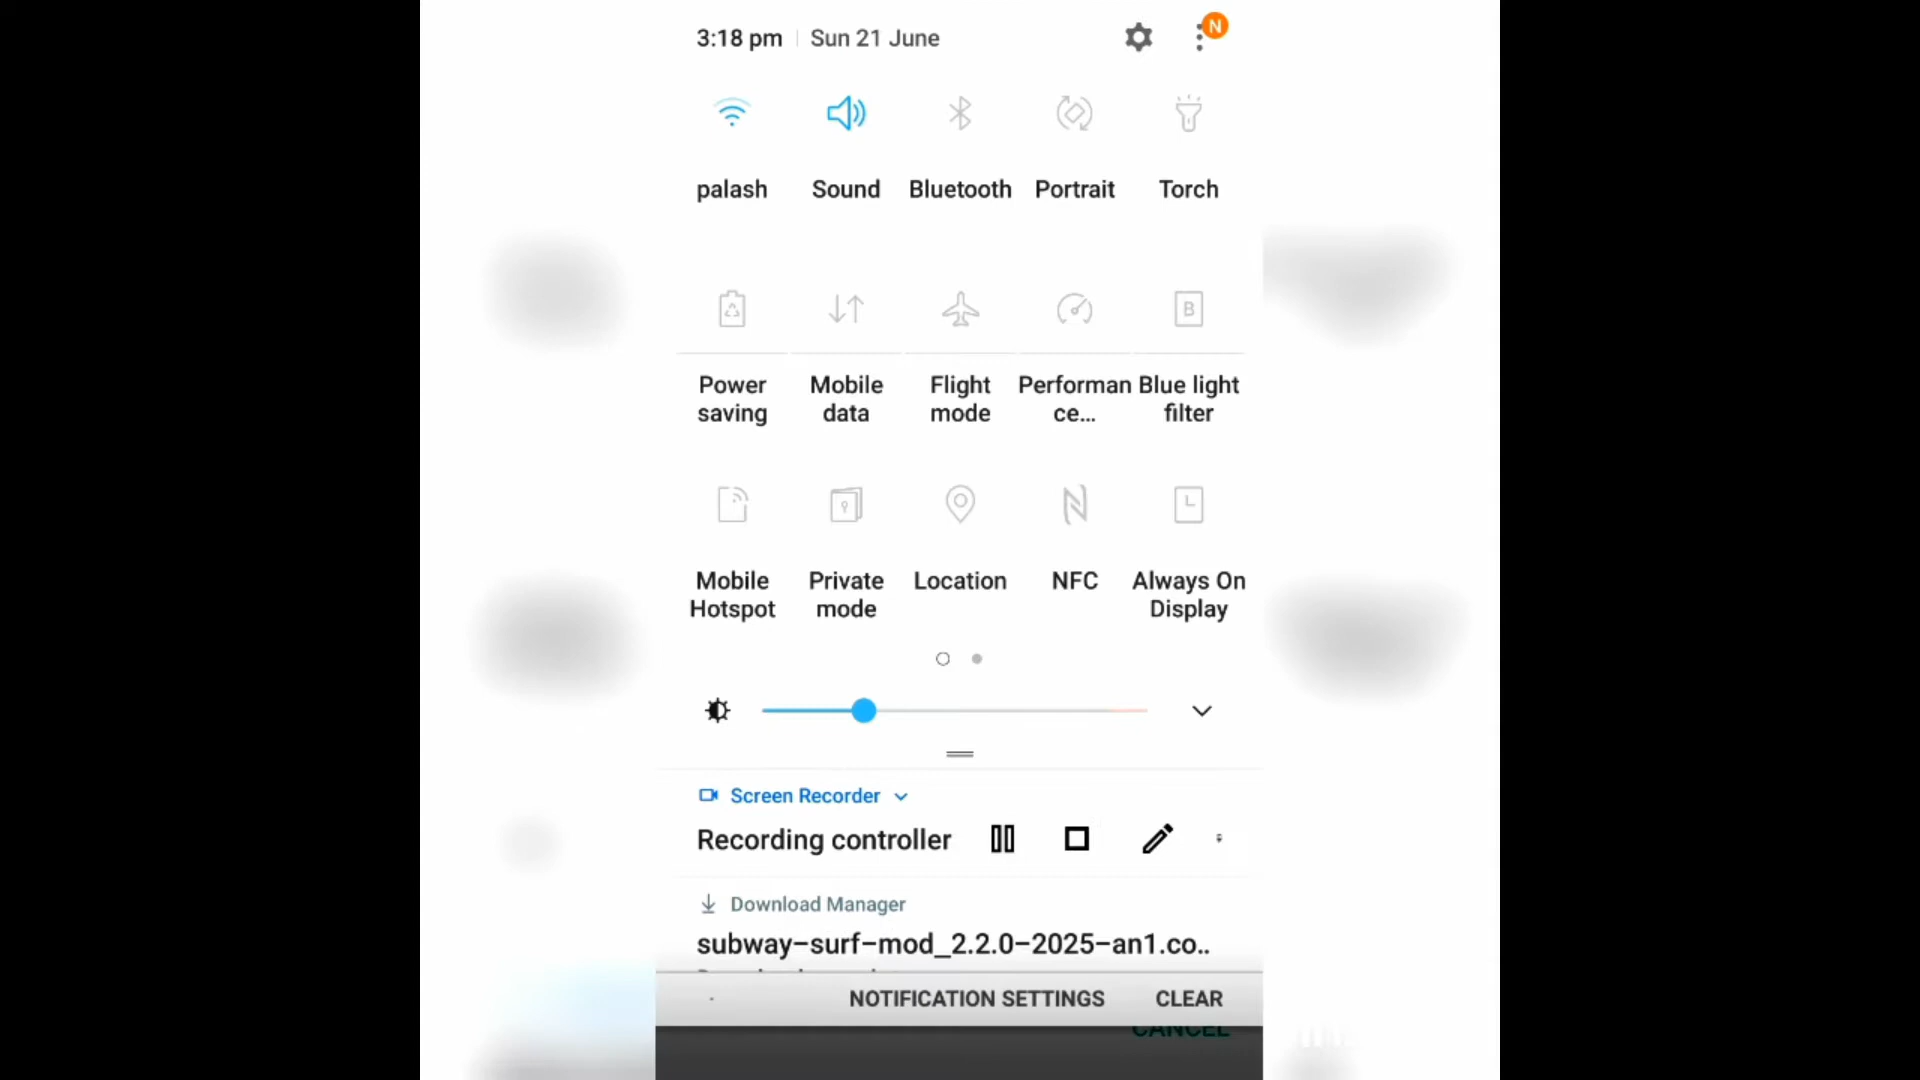 3:18 pm Sun 21 June N
palash Sound Bluetooth Portrait Torch
B
Power saving
Mobile data
Flight mode
Performan ce...
Blue light filter
Mobile Hotspot
Private mode
Location
NFC
Always On Display
Screen Recorder
Recording controller
Download Manager
subway-surf-mod_2.2.0-2025-an1.co..
NOTIFICATION SETTINGS CLEAR
CANCEL